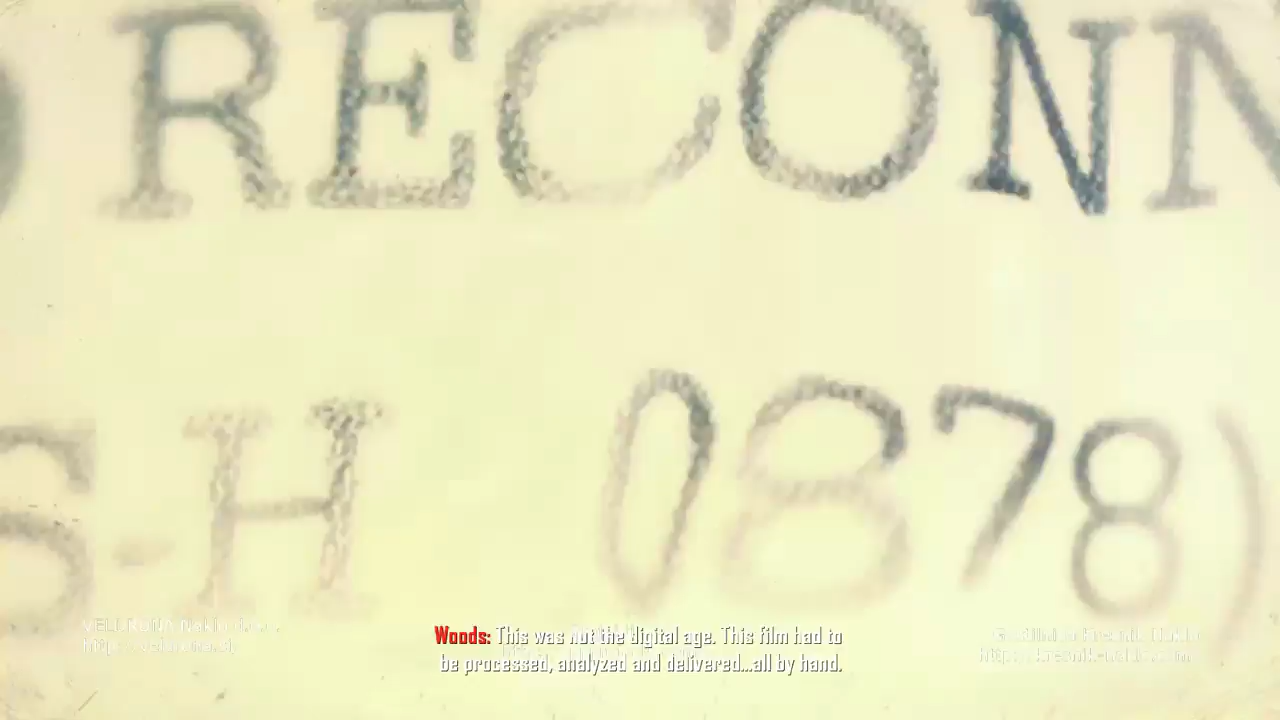 RECONN
S-H 0878)
Woods: This was not the digital age. This film had to
be processed, analyzed and delivered...all by hand.